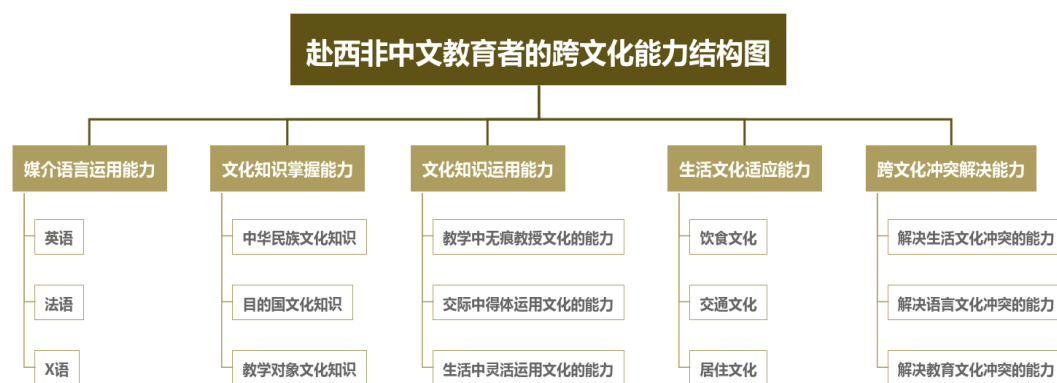 赴西非中文教育者的跨文化能力结构图
媒介语言运用能力
文化知识掌握能力
文化知识运用能力
生活文化适应能力
跨文化冲突解决能力
英语
中华民族文化知识
教学中无痕教授文化的能力
饮食文化
解决生活文化冲突的能力
法语
目的国文化知识
交际中得体运用文化的能力
交通文化
解决语言文化冲突的能力
X语
教学对象文化知识
生活中灵活运用文化的能力
居住文化
解决教育文化冲突的能力